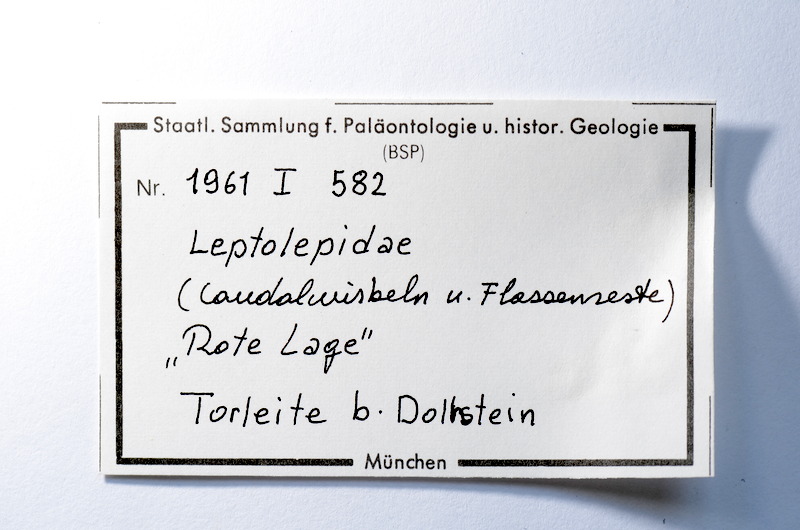 Staatl. Sammlung f. Paläontologie u. histor. Geologie
(BSP)
Nr. 1961 I 582
Leptolepidae
(Caudalwirbeln u. Flossenreste)
„Rote Lage"
Torleite b. Dollnstein
München